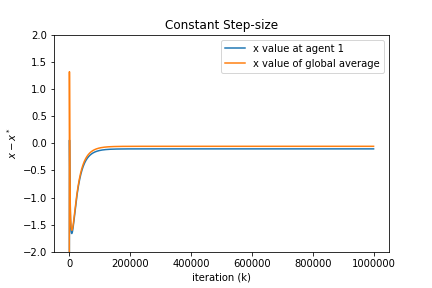 Constant Step-size
x value at agent 1
x value of global average
2.0
1.5
1.0
0.5
0.0
−0.5
−1.0
−1.5
−2.0
x − x*
0 200000 400000 600000 800000 1000000
iteration (k)